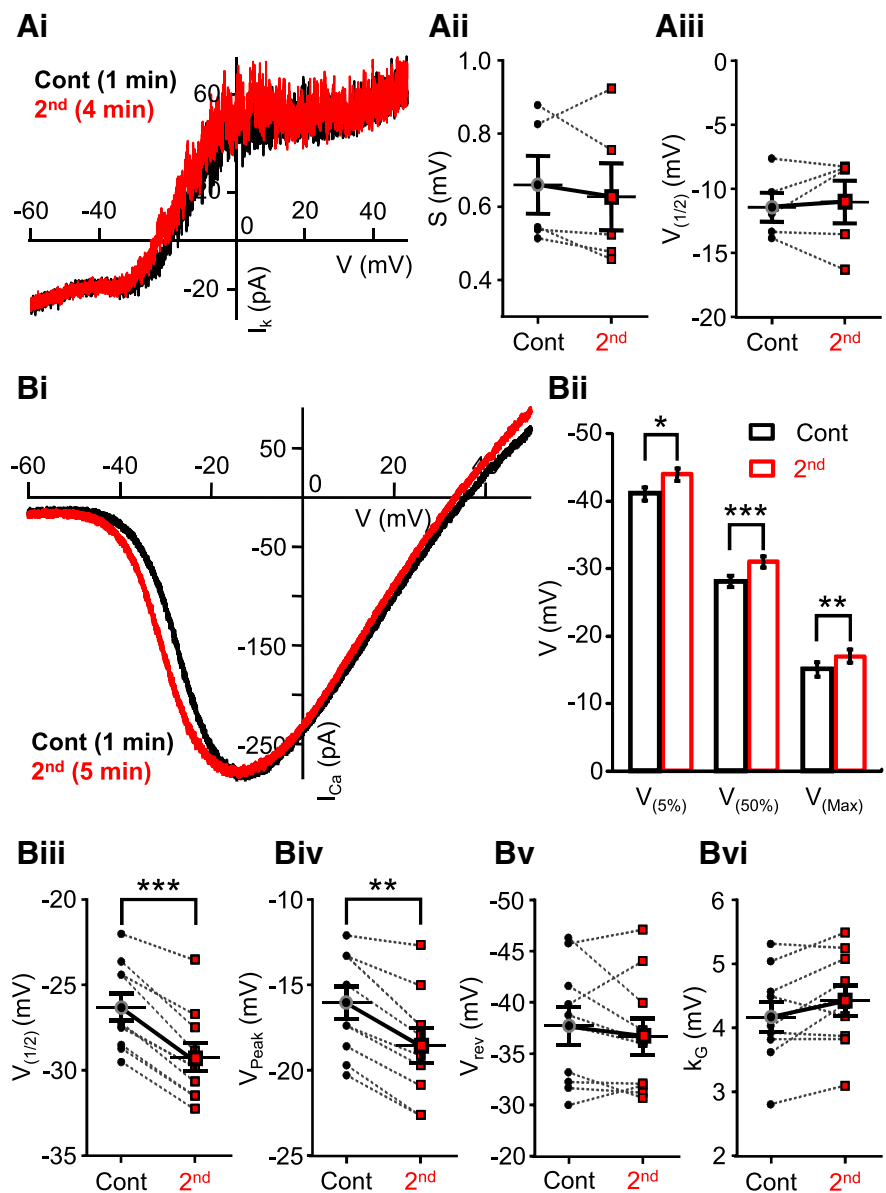 Ai
Cont (1 min)
2nd (4 min)
60
40
-60
-40
0
20
40
V (mV)
-20
Ik (pA)
Aii
1.0
0.8
0.6
0.4
S (mV)
Cont
2nd
Aiii
0
-5
-10
-15
-20
V(1/2) (mV)
Cont
2nd
Bi
50
-60
-40
-20
0
20
4
V (mV)
-50
-150
-250
Cont (1 min)
2nd (5 min)
ICa (pA)
Bii
-50
-40
-30
-20
-10
0
V (mV)
*
***
**
Cont
2nd
V(5%)
V(50%)
V(Max)
Biii
-20
-25
-30
-35
V(1/2) (mV)
***
Cont
2nd
Biv
-10
-15
-20
-25
VPeak (mV)
**
Cont
2nd
Bv
-50
-45
-37
-35
-30
-20
Vrev (mV)
Cont
2nd
Bvi
6
5
4
3
2
kG (mV)
Cont
2nd